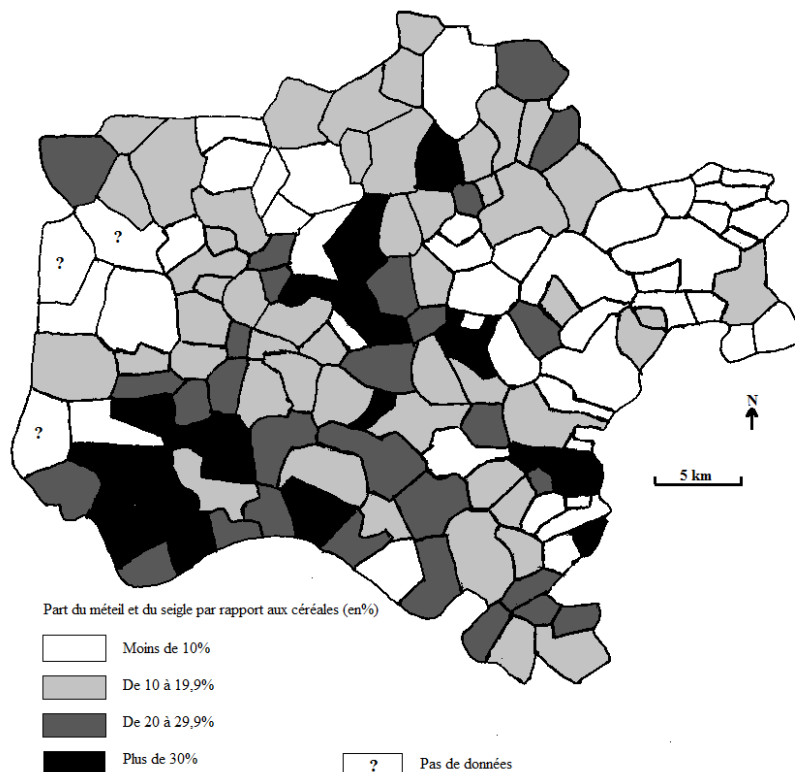 ?
?
?
N
5 km
Part du méteil et du seigle par rapport aux céréales (en%)
Moins de 10%
De 10 à 19,9%
De 20 à 29,9%
Plus de 30%
? Pas de données